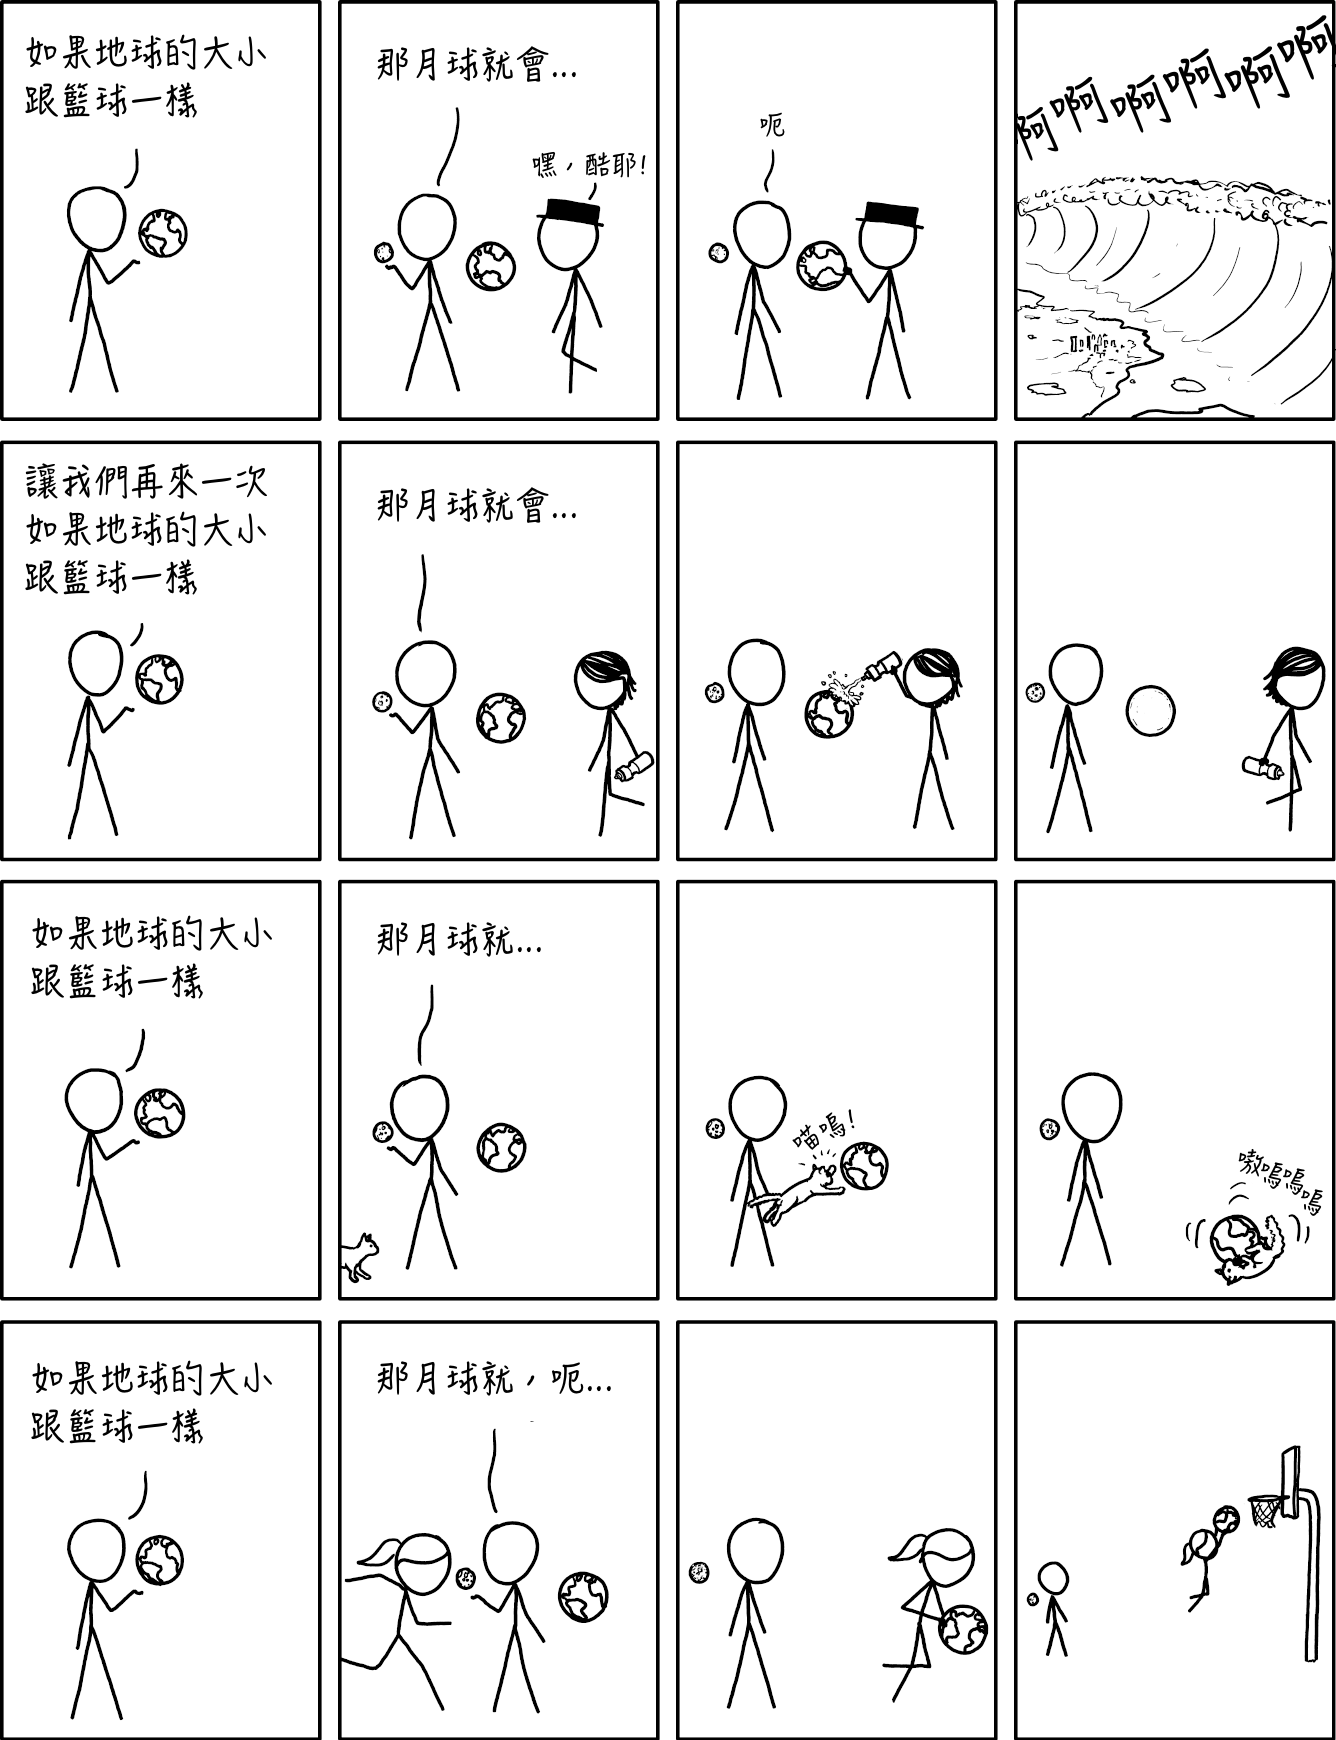 如果地球的大小
跟籃球一樣
那月球就會...
嘿，酷耶!
呃
啊啊啊啊啊啊
讓我們再來一次
如果地球的大小
跟籃球一樣
那月球就會...
如果地球的大小
跟籃球一樣
那月球就...
喵嗚!
嗷嗚嗚嗚
如果地球的大小
跟籃球一樣
那月球就，呃...